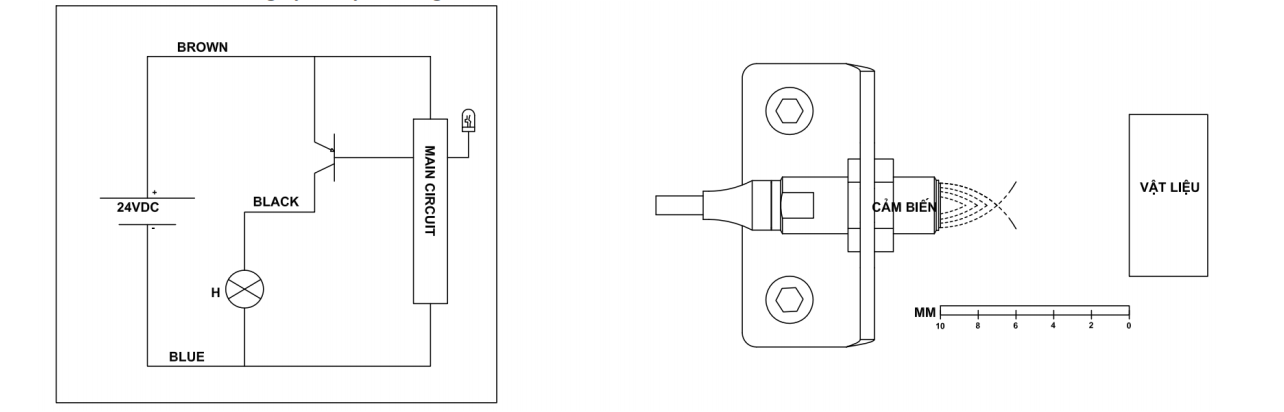 BROWN
+
24VDC
-
BLACK
H
BLUE
MAIN CIRCUIT
CẢM BIẾN
VẬT LIỆU
MM
10 8 6 4 2 0